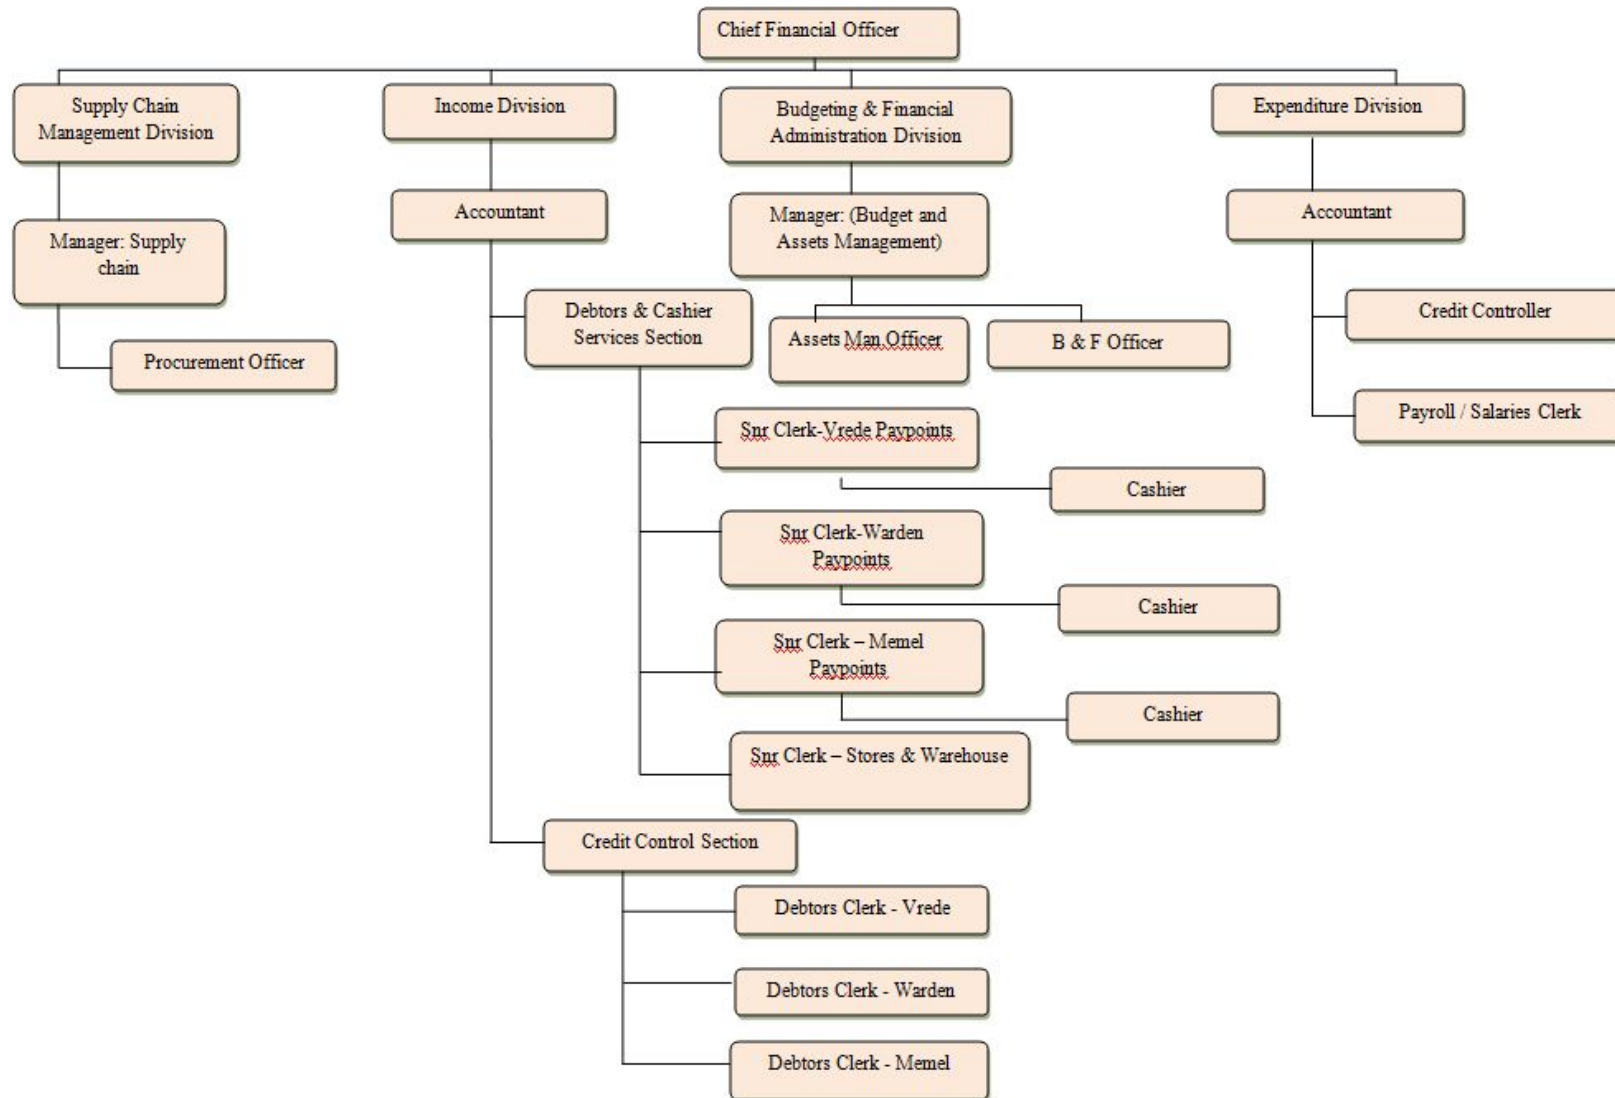 Chief Financial Officer
Supply Chain
Management Division
Income Division
Budgeting & Financial
Administration Division
Expenditure Division
Accountant
Manager: (Budget and
Assets Management)
Accountant
Manager: Supply
chain
Debtors & Cashier
Services Section
Assets Man.Officer
B & F Officer
Credit Controller
Procurement Officer
Payroll / Salaries Clerk
Snr Clerk-Vrede Paypoints
Cashier
Snr Clerk-Warden
Paypoints
Cashier
Snr Clerk – Memel
Paypoints
Cashier
Snr Clerk – Stores & Warehouse
Credit Control Section
Debtors Clerk - Vrede
Debtors Clerk - Warden
Debtors Clerk - Memel